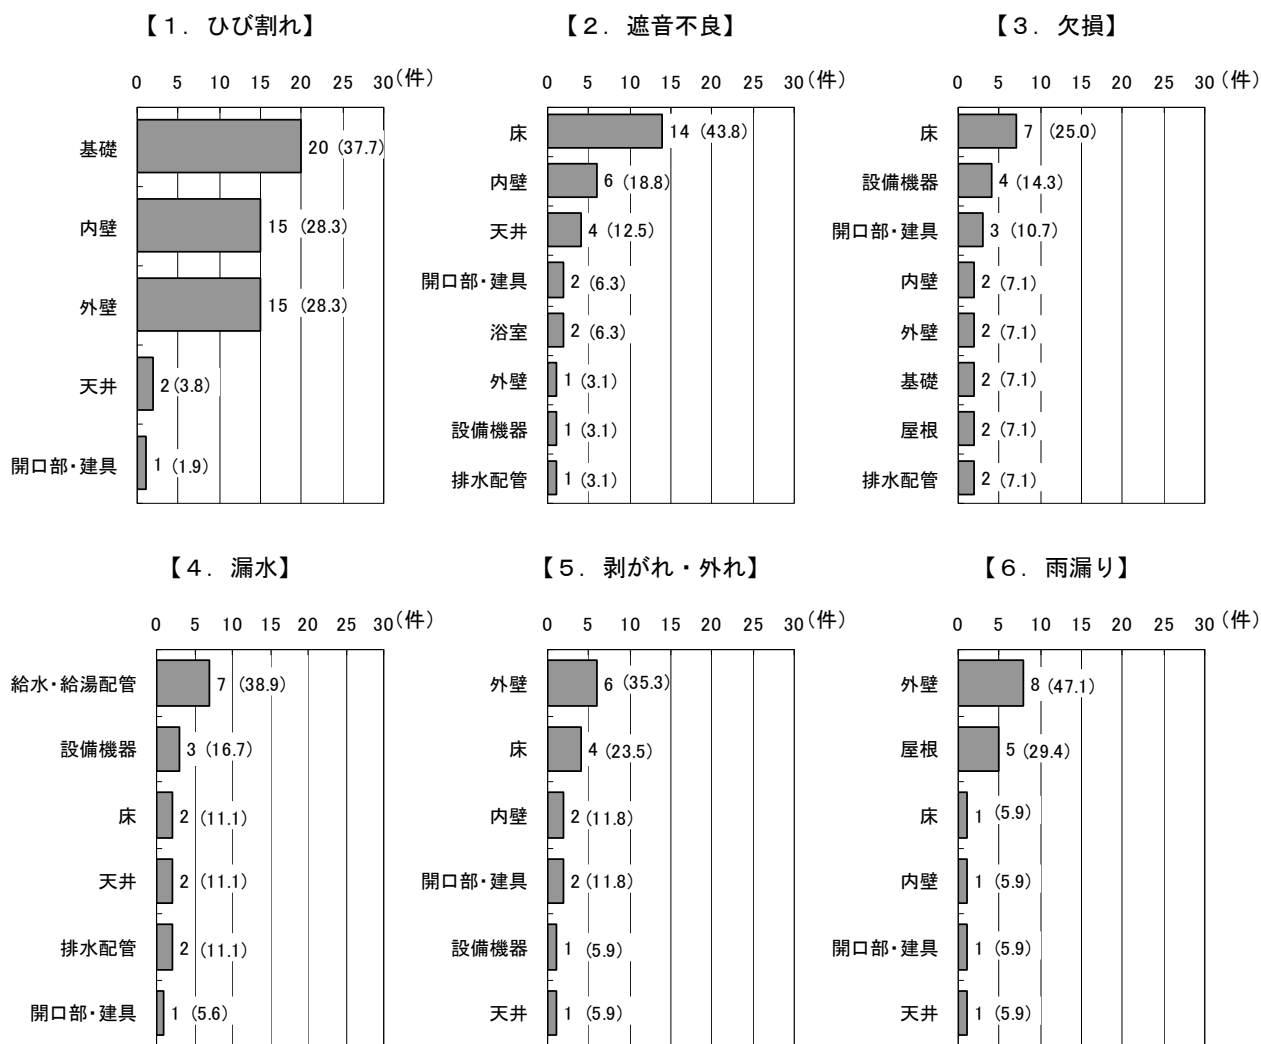 【1．ひび割れ】
0 5 10 15 20 25 30(件)
基礎 20 (37.7)
内壁 15 (28.3)
外壁 15 (28.3)
天井 2 (3.8)
開口部・建具 1 (1.9)
【2．遮音不良】
0 5 10 15 20 25 30(件)
床 14 (43.8)
内壁 6 (18.8)
天井 4 (12.5)
開口部・建具 2 (6.3)
浴室 2 (6.3)
外壁 1 (3.1)
設備機器 1 (3.1)
排水配管 1 (3.1)
【3．欠損】
0 5 10 15 20 25 30(件)
床 7 (25.0)
設備機器 4 (14.3)
開口部・建具 3 (10.7)
内壁 2 (7.1)
外壁 2 (7.1)
基礎 2 (7.1)
屋根 2 (7.1)
排水配管 2 (7.1)
【4．漏水】
0 5 10 15 20 25 30(件)
給水・給湯配管 7 (38.9)
設備機器 3 (16.7)
床 2 (11.1)
天井 2 (11.1)
排水配管 2 (11.1)
開口部・建具 1 (5.6)
【5．剥がれ・外れ】
0 5 10 15 20 25 30(件)
外壁 6 (35.3)
床 4 (23.5)
内壁 2 (11.8)
開口部・建具 2 (11.8)
設備機器 1 (5.9)
天井 1 (5.9)
【6．雨漏り】
0 5 10 15 20 25 30(件)
外壁 8 (47.1)
屋根 5 (29.4)
床 1 (5.9)
内壁 1 (5.9)
開口部・建具 1 (5.9)
天井 1 (5.9)